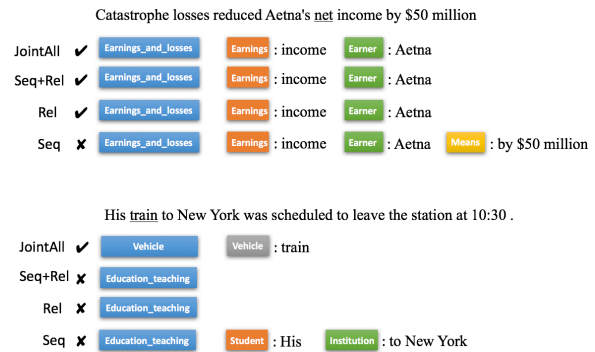 Catastrophe losses reduced Aetna's net income by $50 million
JointAll ✔ Earnings_and_losses Earnings : income Earner : Aetna
Seq+Rel ✔ Earnings_and_losses Earnings : income Earner : Aetna
Rel ✔ Earnings_and_losses Earnings : income Earner : Aetna
Seq ✘ Earnings_and_losses Earnings : income Earner : Aetna Means : by $50 million
His train to New York was scheduled to leave the station at 10:30 .
JointAll ✔ Vehicle Vehicle : train
Seq+Rel ✘ Education_teaching
Rel ✘ Education_teaching
Seq ✘ Education_teaching Student : His Institution : to New York